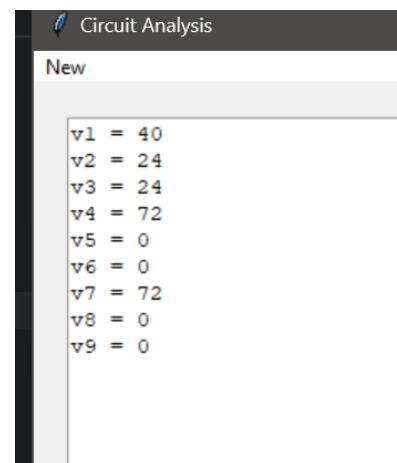 Circuit Analysis
New
v1 = 40
v2 = 24
v3 = 24
v4 = 72
v5 = 0
v6 = 0
v7 = 72
v8 = 0
v9 = 0